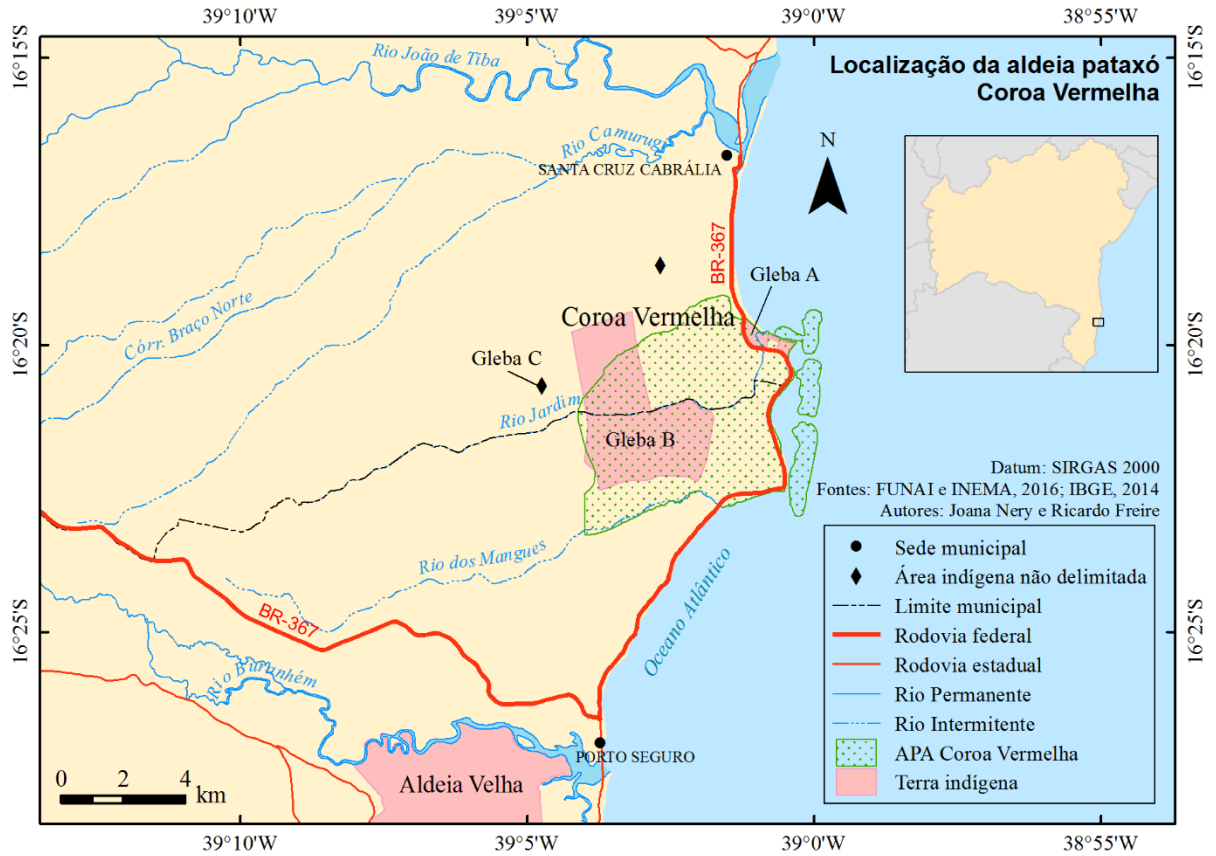 39°10'W
39°5'W
39°0'W
38°55'W
16°15'S
16°15'S
Localização da aldeia pataxó
Coroa Vermelha
Rio João de Tiba
Rio Camurugi
SANTA CRUZ CABRÁLIA
N
BR-367
Gleba A
Córr. Braço Norte
Coroa Vermelha
16°20'S
16°20'S
Gleba C
Rio Jardim
Gleba B
Datum: SIRGAS 2000
Fontes: FUNAI e INEMA, 2016; IBGE, 2014
Autores: Joana Nery e Ricardo Freire
Rio dos Mangues
Oceano Atlântico
BR-367
16°25'S
16°25'S
Rio Buranhém
PORTO SEGURO
Aldeia Velha
0 2 4
km
Sede municipal
Área indígena não delimitada
Limite municipal
Rodovia federal
Rodovia estadual
Rio Permanente
Rio Intermitente
APA Coroa Vermelha
Terra indígena
39°10'W
39°5'W
39°0'W
38°55'W